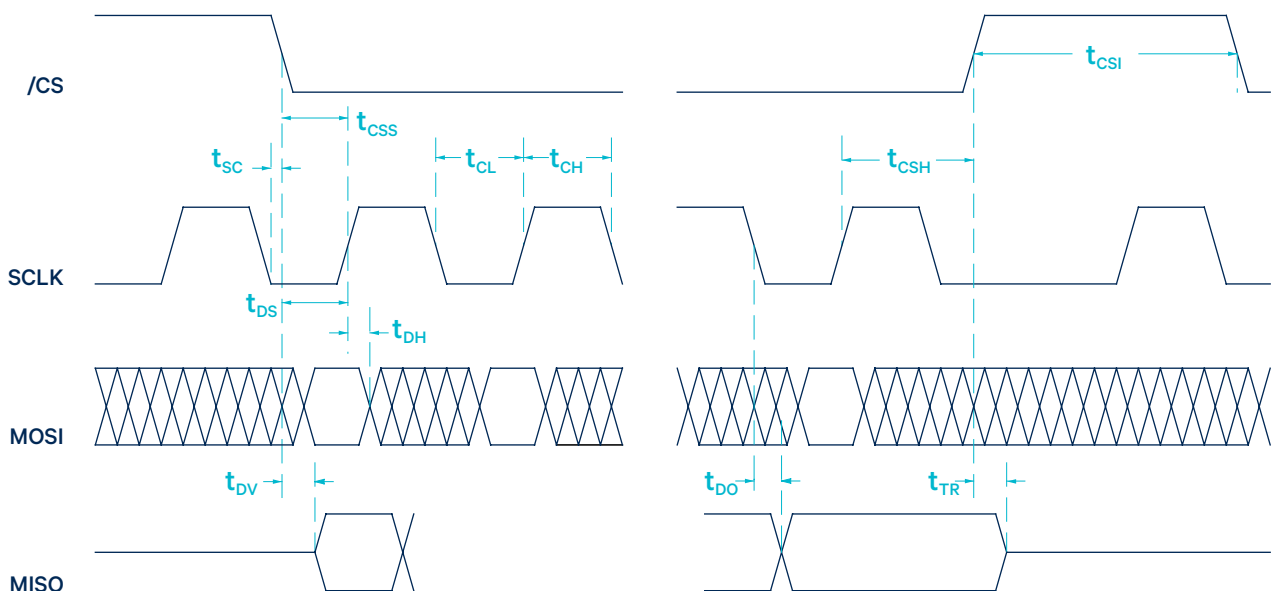 /CS
tCSI
tCSS
tSC
tCL
tCH
tCSH
SCLK
tDS
tDH
MOSI
tDV
tDO
tTR
MISO